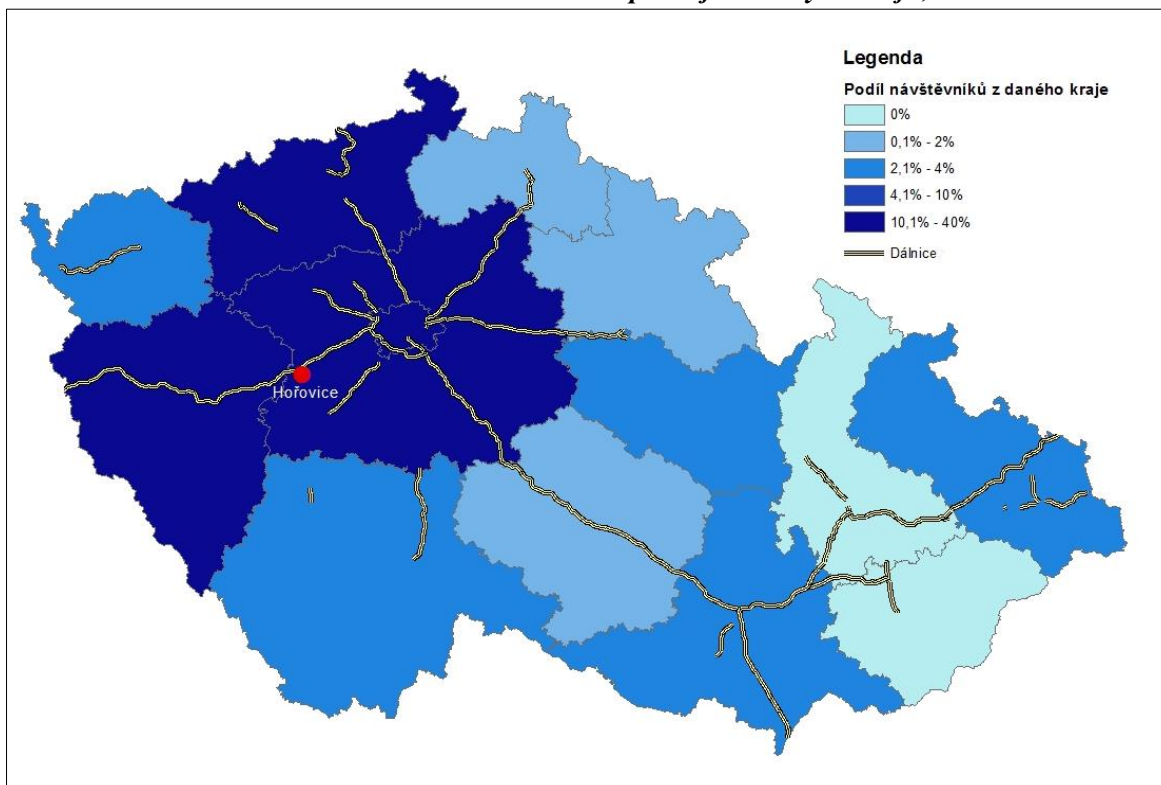 Legenda
Podíl návštěvníků z daného kraje
0%
0,1% - 2%
2,1% - 4%
4,1% - 10%
10,1% - 40%
Dálnice
Hořovice